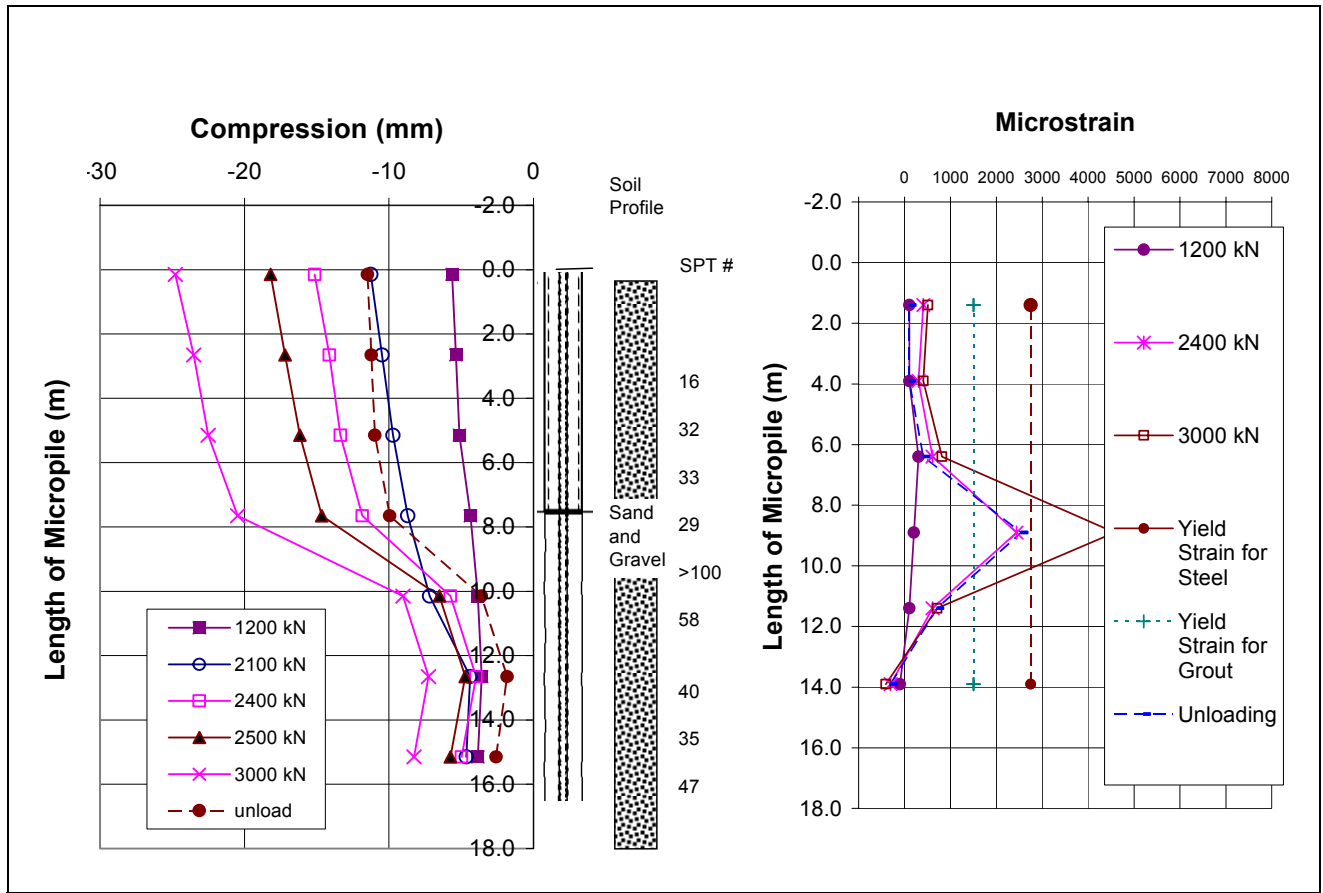 Compression (mm)
-30 -20 -10 0
-2.0
0.0
2.0
4.0
6.0
8.0
10.0
12.0
14.0
16.0
18.0
Length of Micropile (m)
1200 kN
2100 kN
2400 kN
2500 kN
3000 kN
unload
Soil
Profile
SPT #
16
32
33
Sand
and
Gravel
29
>100
58
40
35
47
Microstrain
0 1000 2000 3000 4000 5000 6000 7000 8000
-2.0
0.0
2.0
4.0
6.0
8.0
10.0
12.0
14.0
16.0
18.0
Length of Micropile (m)
1200 kN
2400 kN
3000 kN
Yield
Strain for
Steel
Yield
Strain for
Grout
Unloading